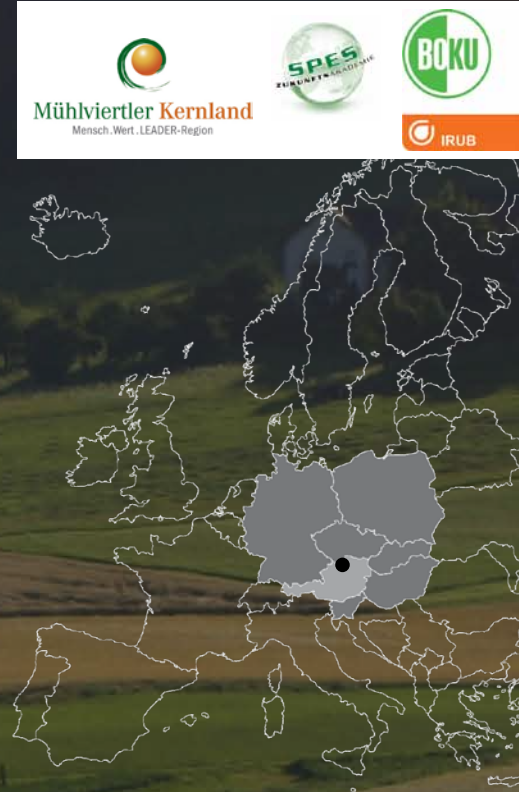 Mühlviertler Kernland
Mensch.Wert.LEADER-Region
SPES
ZUKUNFTSAKADEMIE
BOKU
IRUB